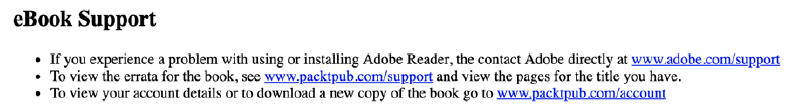 eBook Support
• If you experience a problem with using or installing Adobe Reader, the contact Adobe directly at www.adobe.com/support
• To view the errata for the book, see www.packtpub.com/support and view the pages for the title you have.
• To view your account details or to download a new copy of the book go to www.packtpub.com/account